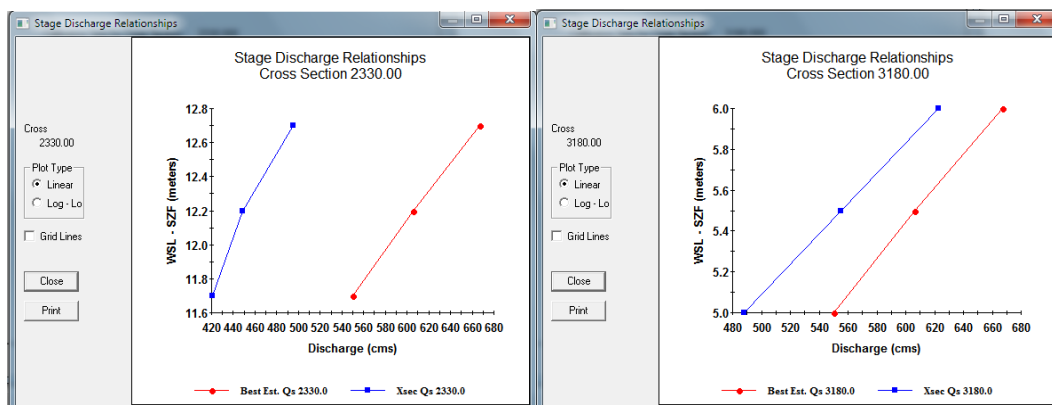 Stage Discharge Relationships
Stage Discharge Relationships
Cross Section 2330.00
Cross
2330.00
Plot Type
Linear
Log - Lo
Grid Lines
Close
Print
WSL - SZF (meters)
12.8
12.6
12.4
12.2
12.0
11.8
11.6
420 440 460 480 500 520 540 560 580 600 620 640 660 680
Discharge (cms)
Best Est. Qs 2330.0 Xsec Qs 2330.0
Stage Discharge Relationships
Stage Discharge Relationships
Cross Section 3180.00
Cross
3180.00
Plot Type
Linear
Log - Lo
Grid Lines
Close
Print
WSL - SZF (meters)
6.0
5.8
5.6
5.4
5.2
5.0
480 500 520 540 560 580 600 620 640 660 680
Discharge (cms)
Best Est. Qs 3180.0 Xsec Qs 3180.0